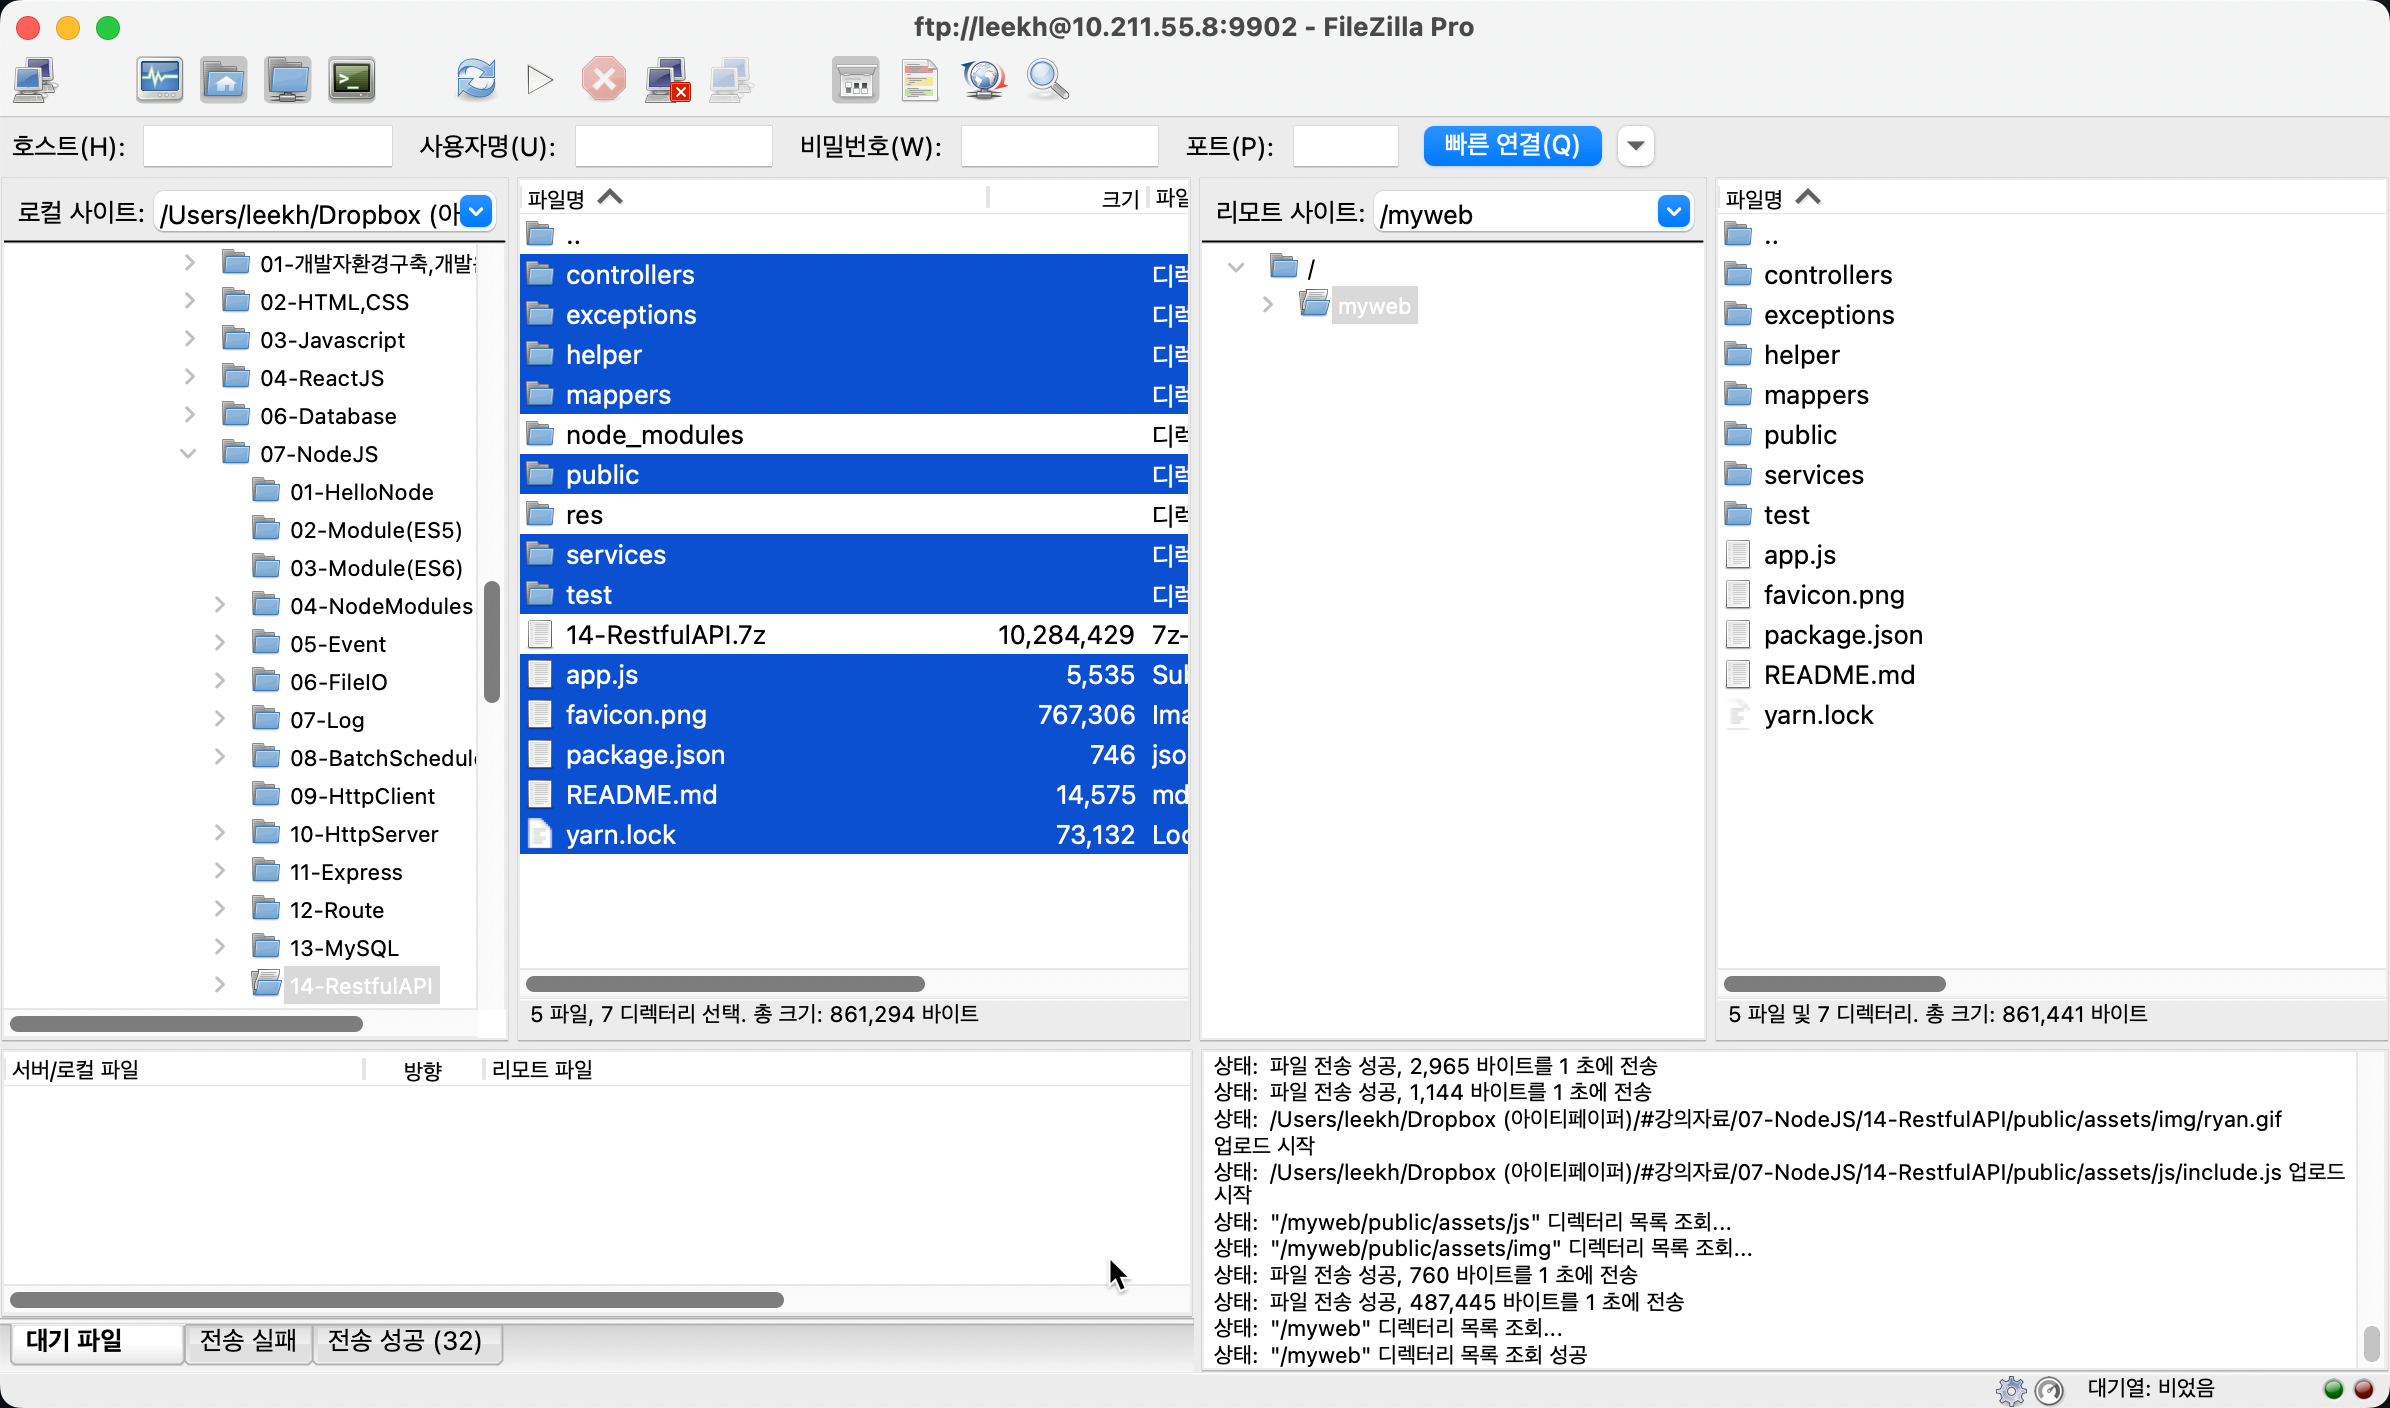 ftp://leekh@10.211.55.8:9902 - FileZilla Pro
호스트(H):
사용자명(U):
비밀번호(W):
포트(P):
빠른 연결(Q)
로컬 사이트: /Users/leekh/Dropbox (아
01-개발자환경구축,개발
02-HTML,CSS
03-Javascript
04-ReactJS
06-Database
07-NodeJS
01-HelloNode
02-Module(ES5)
03-Module(ES6)
04-NodeModules
05-Event
06-FileIO
07-Log
08-BatchSchedul
09-HttpClient
10-HttpServer
11-Express
12-Route
13-MySQL
14-RestfulAPI
파일명 크기 파일
..
controllers 디렉
exceptions 디렉
helper 디렉
mappers 디렉
node_modules 디렉
public 디렉
res 디렉
services 디렉
test 디렉
14-RestfulAPI.7z 10,284,429 7z-
app.js 5,535 Sul
favicon.png 767,306 Ima
package.json 746 jso
README.md 14,575 md
yarn.lock 73,132 Loc
5 파일, 7 디렉터리 선택. 총 크기: 861,294 바이트
리모트 사이트: /myweb
/
myweb
파일명
..
controllers
exceptions
helper
mappers
public
services
test
app.js
favicon.png
package.json
README.md
yarn.lock
5 파일 및 7 디렉터리. 총 크기: 861,441 바이트
서버/로컬 파일 방향 리모트 파일
대기 파일
전송 실패
전송 성공 (32)
상태: 파일 전송 성공, 2,965 바이트를 1 초에 전송
상태: 파일 전송 성공, 1,144 바이트를 1 초에 전송
상태: /Users/leekh/Dropbox (아이티페이퍼)/#강의자료/07-NodeJS/14-RestfulAPI/public/assets/img/ryan.gif
업로드 시작
상태: /Users/leekh/Dropbox (아이티페이퍼)/#강의자료/07-NodeJS/14-RestfulAPI/public/assets/js/include.js 업로드
시작
상태: "/myweb/public/assets/js" 디렉터리 목록 조회...
상태: "/myweb/public/assets/img" 디렉터리 목록 조회...
상태: 파일 전송 성공, 760 바이트를 1 초에 전송
상태: 파일 전송 성공, 487,445 바이트를 1 초에 전송
상태: "/myweb" 디렉터리 목록 조회...
상태: "/myweb" 디렉터리 목록 조회 성공
대기열: 비었음